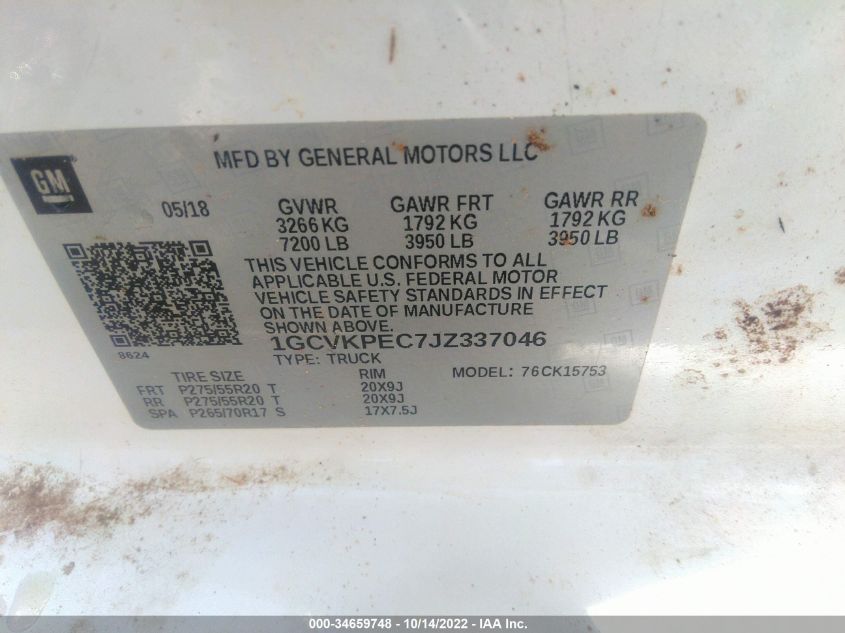 MFD BY GENERAL MOTORS LLC
GM
05/18 GVWR GAWR FRT GAWR RR
3266 KG 1792 KG 1792 KG
7200 LB 3950 LB 3950 LB
THIS VEHICLE CONFORMS TO ALL
APPLICABLE U.S. FEDERAL MOTOR
VEHICLE SAFETY STANDARDS IN EFFECT
ON THE DATE OF MANUFACTURE
SHOWN ABOVE.
8624
1GCVKPEC7JZ337046
TYPE: TRUCK
TIRE SIZE RIM MODEL: 76CK15753
FRT P275/55R20 T 20X9J
RR P275/55R20 T 20X9J
SPA P265/70R17 S 17X7.5J
000-34659748 - 10/14/2022 - IAA Inc.